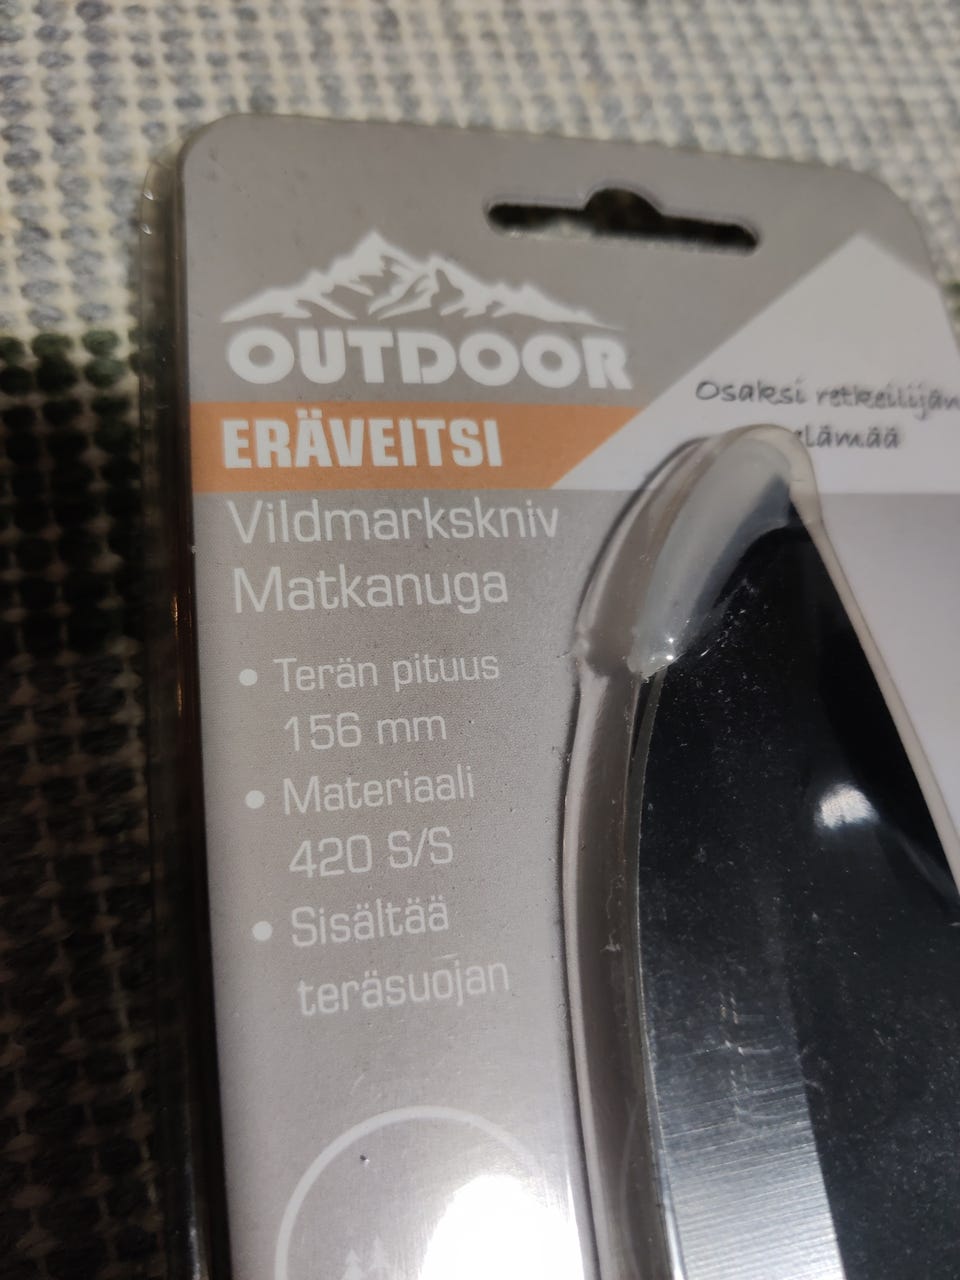 OUTDOOR
ERÄVEITSI
Osaksi retkeilijän
elämää
Vildmarkskniv
Matkanuga
• Terän pituus
156 mm
• Materiaali
420 S/S
• Sisältää
teräsuojan